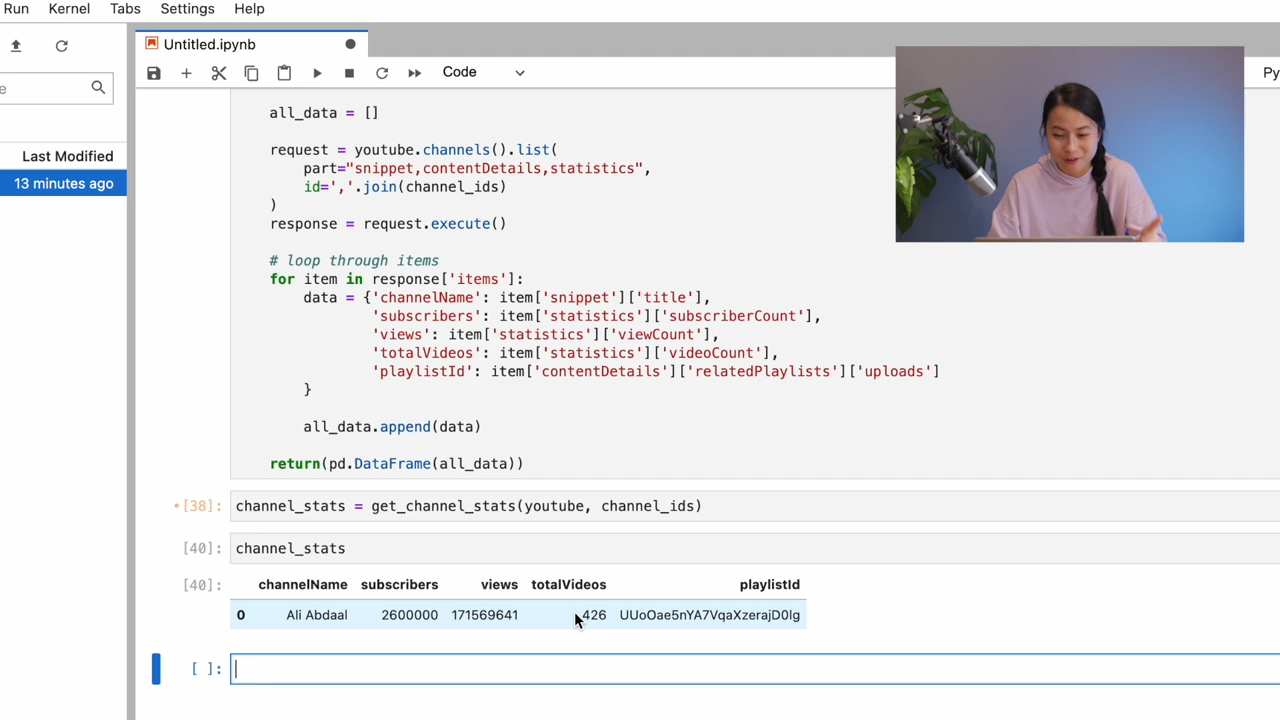 Run Kernel Tabs Settings Help
Untitled.ipynb
Code
Py
e
Last Modified
13 minutes ago
all_data = []
request = youtube.channels().list(
part="snippet,contentDetails,statistics",
id=','.join(channel_ids)
)
response = request.execute()
# loop through items
for item in response['items']:
data = {'channelName': item['snippet']['title'],
'subscribers': item['statistics']['subscriberCount'],
'views': item['statistics']['viewCount'],
'totalVideos': item['statistics']['videoCount'],
'playlistId': item['contentDetails']['relatedPlaylists']['uploads']
}
all_data.append(data)
return(pd.DataFrame(all_data))
•[38]: channel_stats = get_channel_stats(youtube, channel_ids)
[40]: channel_stats
[40]: channelName subscribers views totalVideos playlistId
0 Ali Abdaal 2600000 171569641 426 UUoOae5nYA7VqaXzerajD0lg
[ ]: